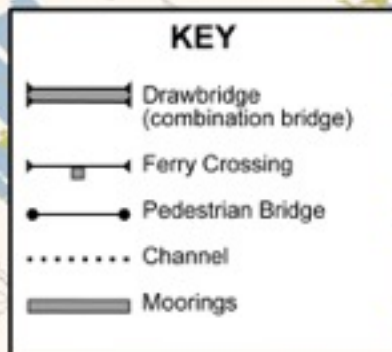 KEY
Drawbridge
(combination bridge)
Ferry Crossing
Pedestrian Bridge
Channel
Moorings